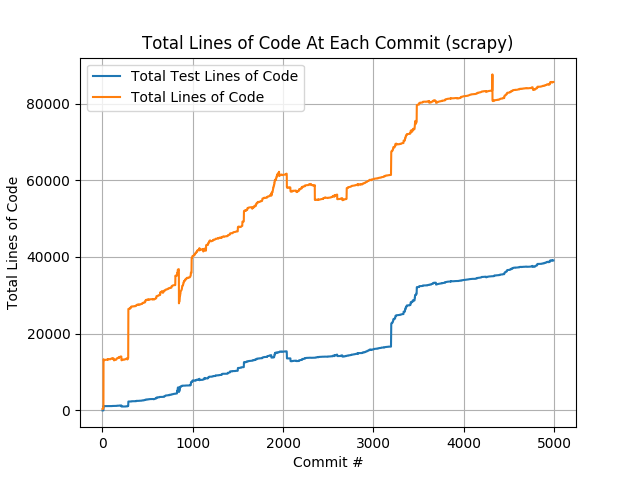 Total Lines of Code At Each Commit (scrapy)
Total Test Lines of Code
Total Lines of Code
Total Lines of Code
80000
60000
40000
20000
0
0 1000 2000 3000 4000 5000
Commit #